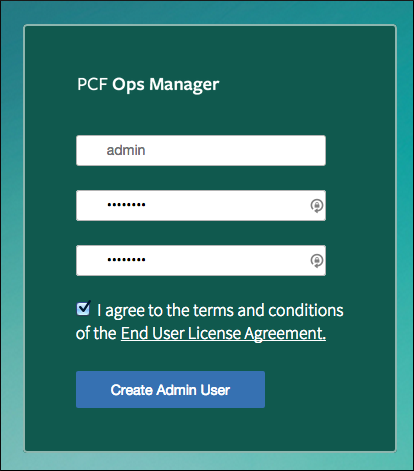 PCF Ops Manager
admin
••••••••
••••••••
I agree to the terms and conditions
of the End User License Agreement.
Create Admin User